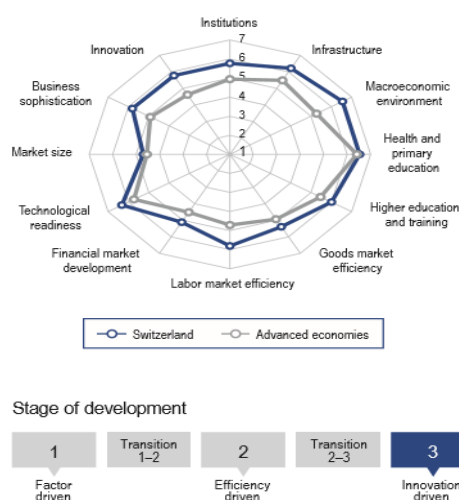 Institutions
Infrastructure
Macroeconomic
environment
Health and
primary
education
Higher education
and training
Goods market
efficiency
Labor market efficiency
Financial market
development
Technological
readiness
Market size
Business
sophistication
Innovation
7
6
5
4
3
2
1
Switzerland
Advanced economies
Stage of development
1
Transition
1–2
2
Transition
2–3
3
Factor
driven
Efficiency
driven
Innovation
driven